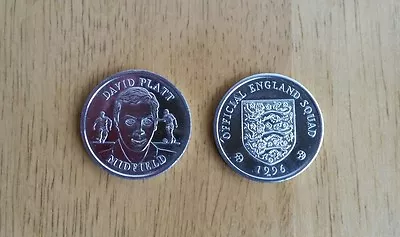 DAVID PLATT
MIDFIELD
OFFICIAL ENGLAND SQUAD
1996